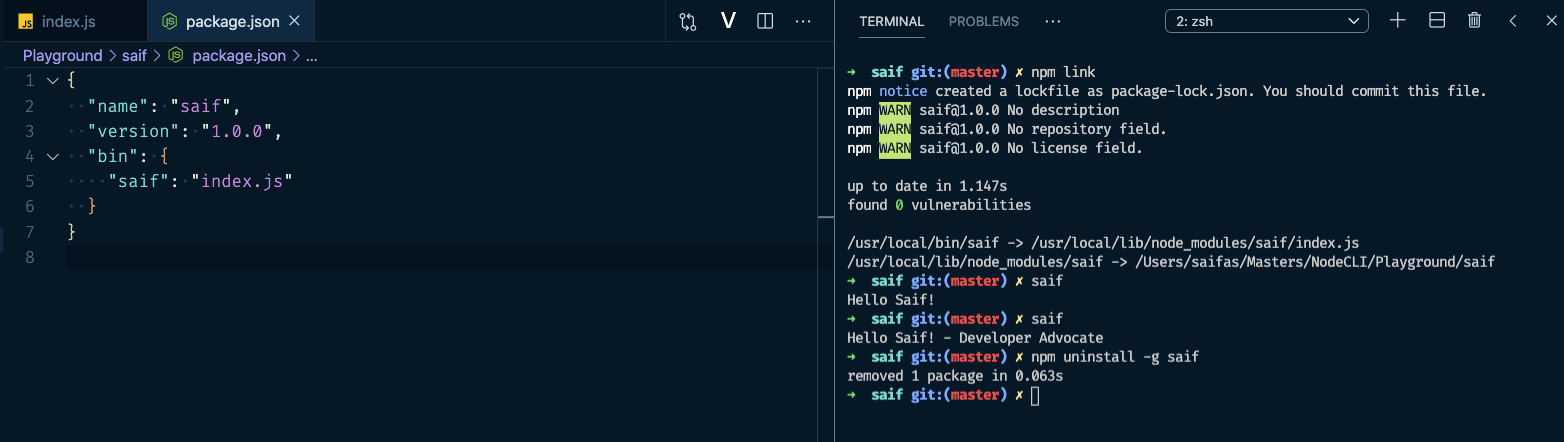 index.js
package.json
Playground > saif > package.json > ...
1 {
2 "name": "saif",
3 "version": "1.0.0",
4 "bin": {
5 "saif": "index.js"
6 }
7 }
8
TERMINAL PROBLEMS ··· 2: zsh
➜ saif git:(master) ✗ npm link
npm notice created a lockfile as package-lock.json. You should commit this file.
npm WARN saif@1.0.0 No description
npm WARN saif@1.0.0 No repository field.
npm WARN saif@1.0.0 No license field.
up to date in 1.147s
found 0 vulnerabilities
/usr/local/bin/saif -> /usr/local/lib/node_modules/saif/index.js
/usr/local/lib/node_modules/saif -> /Users/saifas/Masters/NodeCLI/Playground/saif
➜ saif git:(master) ✗ saif
Hello Saif!
➜ saif git:(master) ✗ saif
Hello Saif! - Developer Advocate
➜ saif git:(master) ✗ npm uninstall -g saif
removed 1 package in 0.063s
➜ saif git:(master) ✗